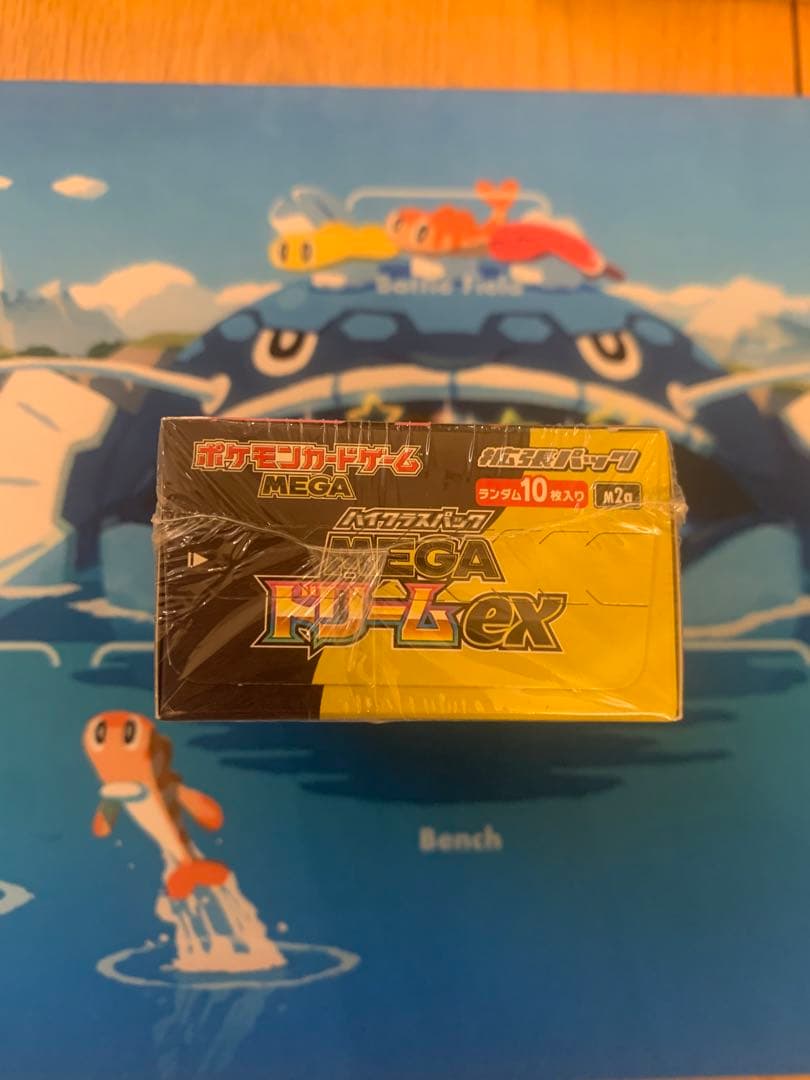 Battle Field
ポケモンカードゲーム
MEGA
拡張パック
ランダム10枚入り
M2a
ハイクラスパック
MEGA
ドリームex
Bench